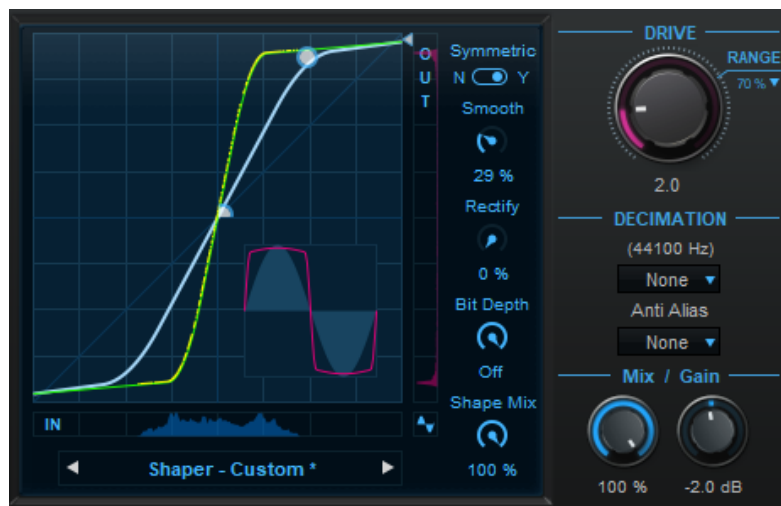 OUT
Symmetric
N Y
Smooth
29 %
Rectify
0 %
Bit Depth
Off
Shape Mix
100 %
IN
Shaper - Custom *
DRIVE
RANGE
70 %
2.0
DECIMATION
(44100 Hz)
None
Anti Alias
None
Mix / Gain
100 %
-2.0 dB